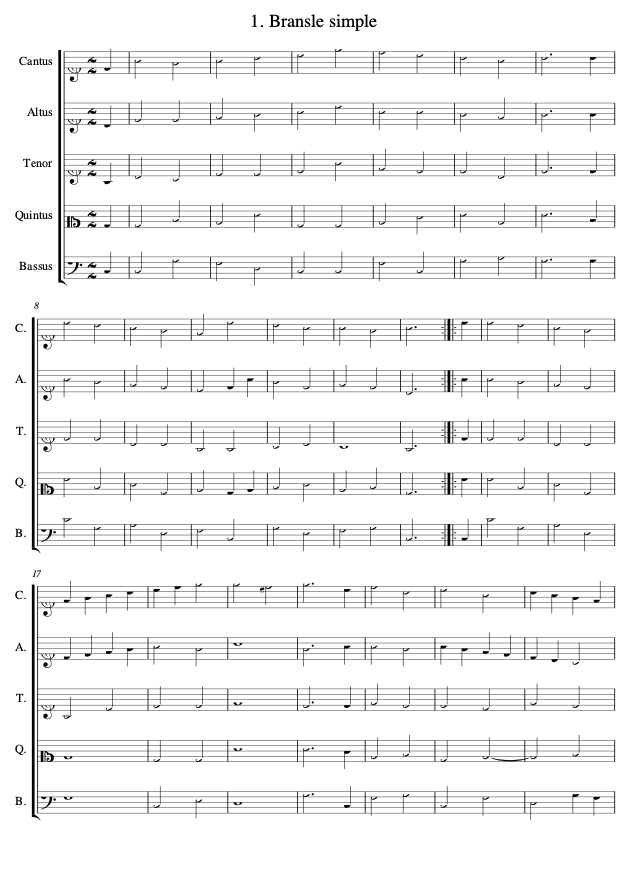 1. Bransle simple
Cantus
Altus
Tenor
Quintus
Bassus
8
C.
A.
T.
Q.
B.
17
C.
A.
T.
Q.
B.